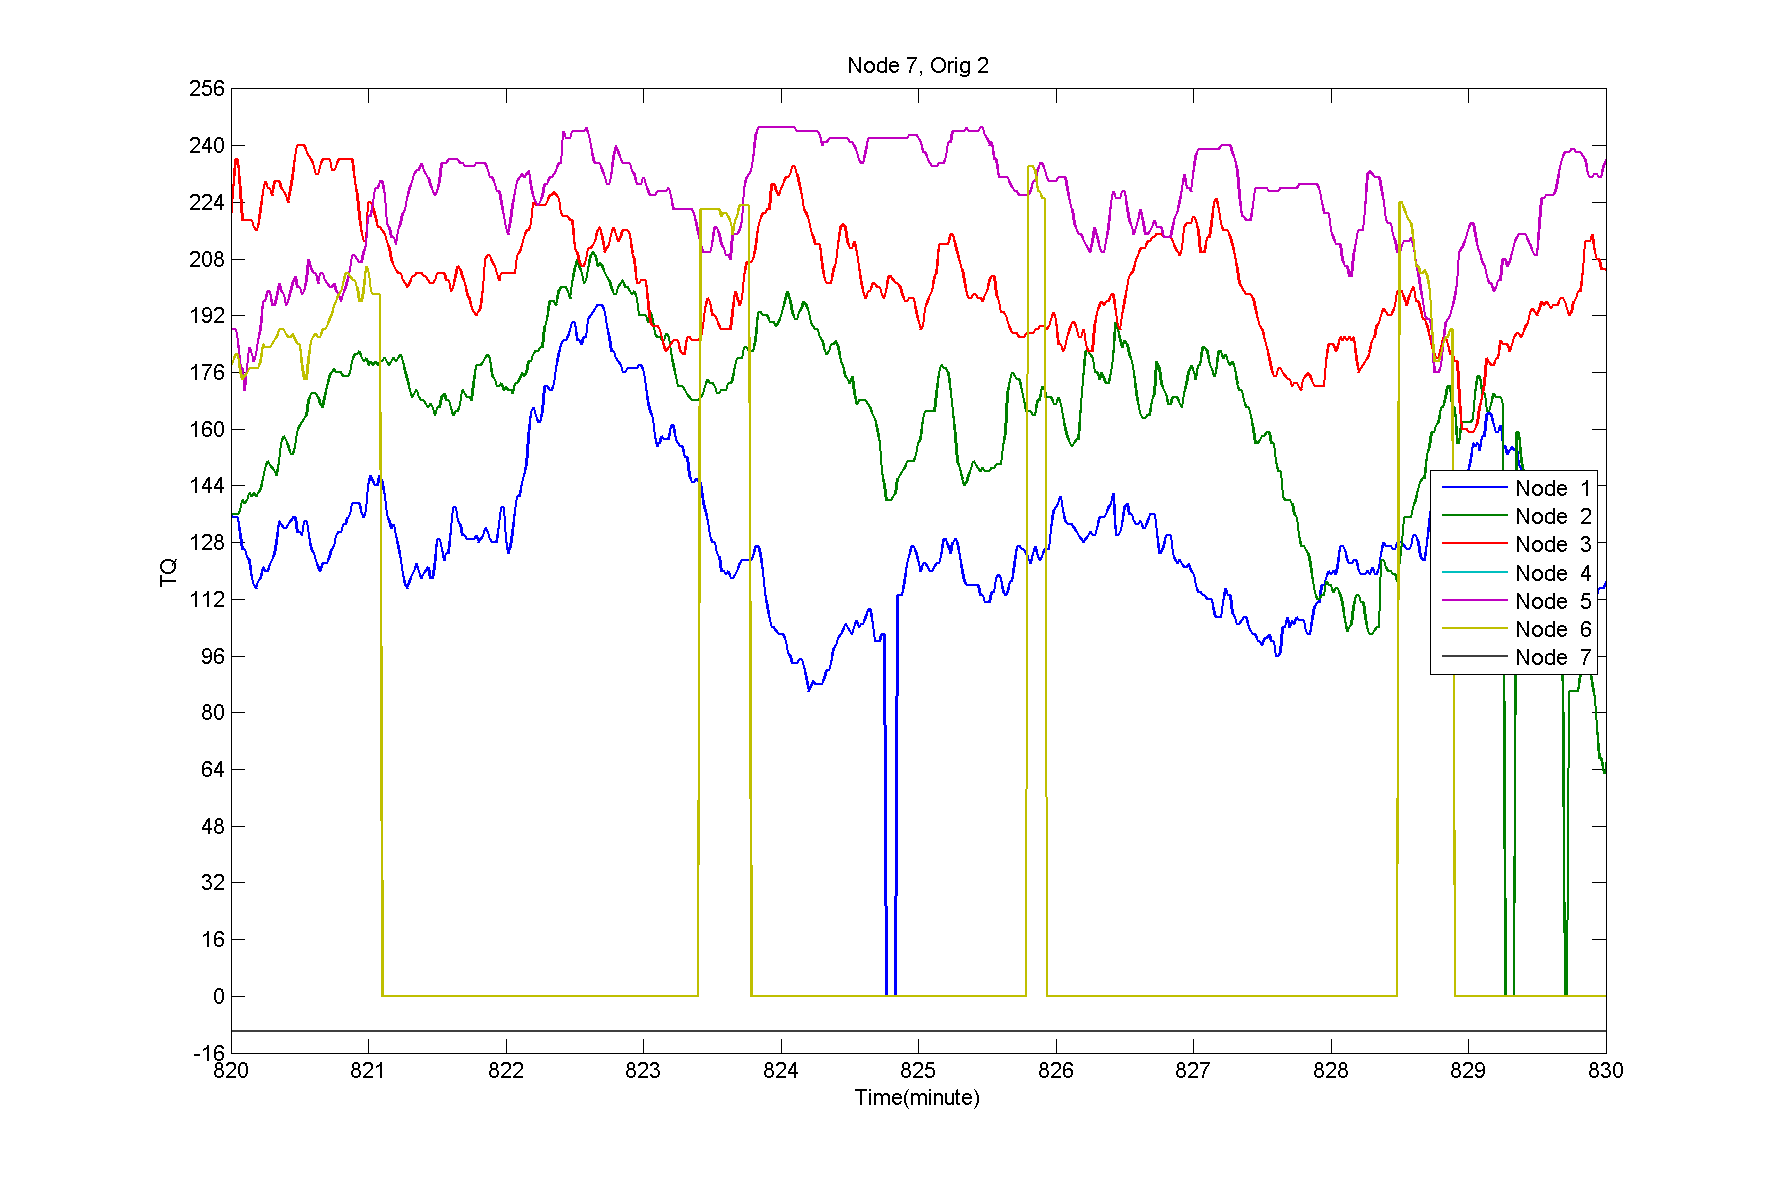 Node 7, Orig 2
256
240
224
208
192
176
160
144
128
112
96
80
64
48
32
16
0
-16
TQ
820 821 822 823 824 825 826 827 828 829 830
Time(minute)
Node 1
Node 2
Node 3
Node 4
Node 5
Node 6
Node 7